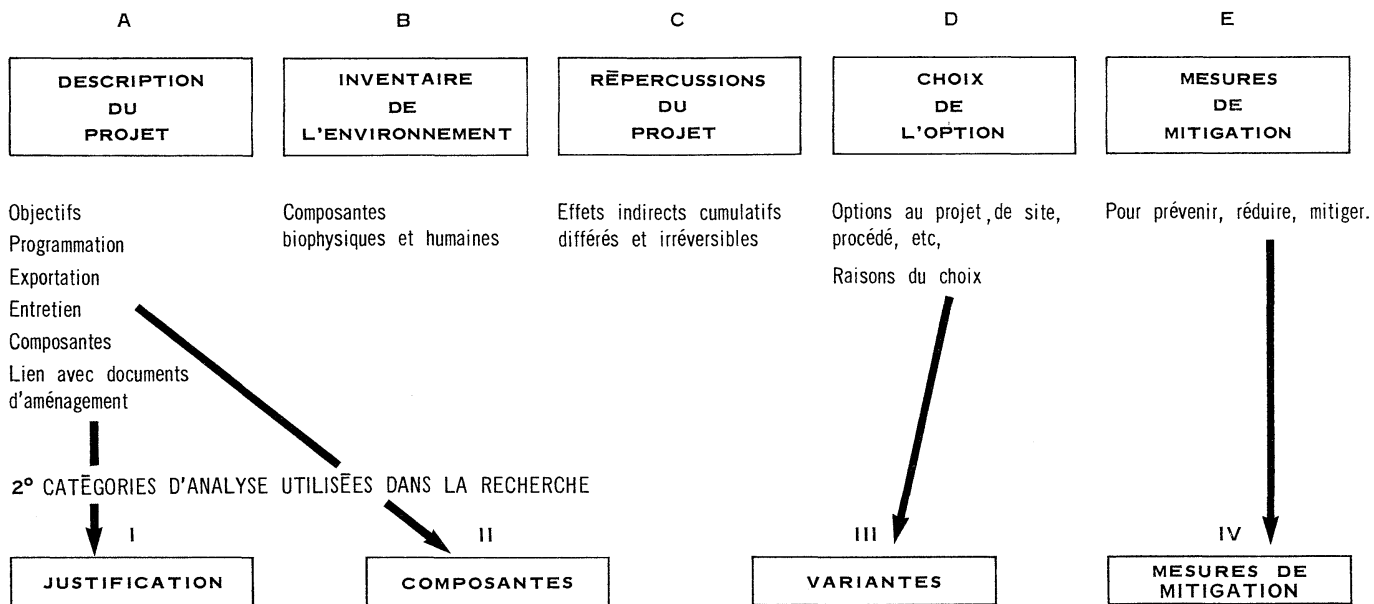 A
B
C
D
E
DESCRIPTION
DU
PROJET
INVENTAIRE
DE
L'ENVIRONNEMENT
RĒPERCUSSIONS
DU
PROJET
CHOIX
DE
L'OPTION
MESURES
DE
MITIGATION
Objectifs
Programmation
Exportation
Entretien
Composantes
Lien avec documents
d'aménagement
Composantes
biophysiques et humaines
Effets indirects cumulatifs
différés et irréversibles
Options au projet, de site,
procédé, etc,
Raisons du choix
Pour prévenir, réduire, mitiger.
2° CATĒGORIES D'ANALYSE UTILISĒES DANS LA RECHERCHE
I
II
III
IV
JUSTIFICATION
COMPOSANTES
VARIANTES
MESURES DE
MITIGATION